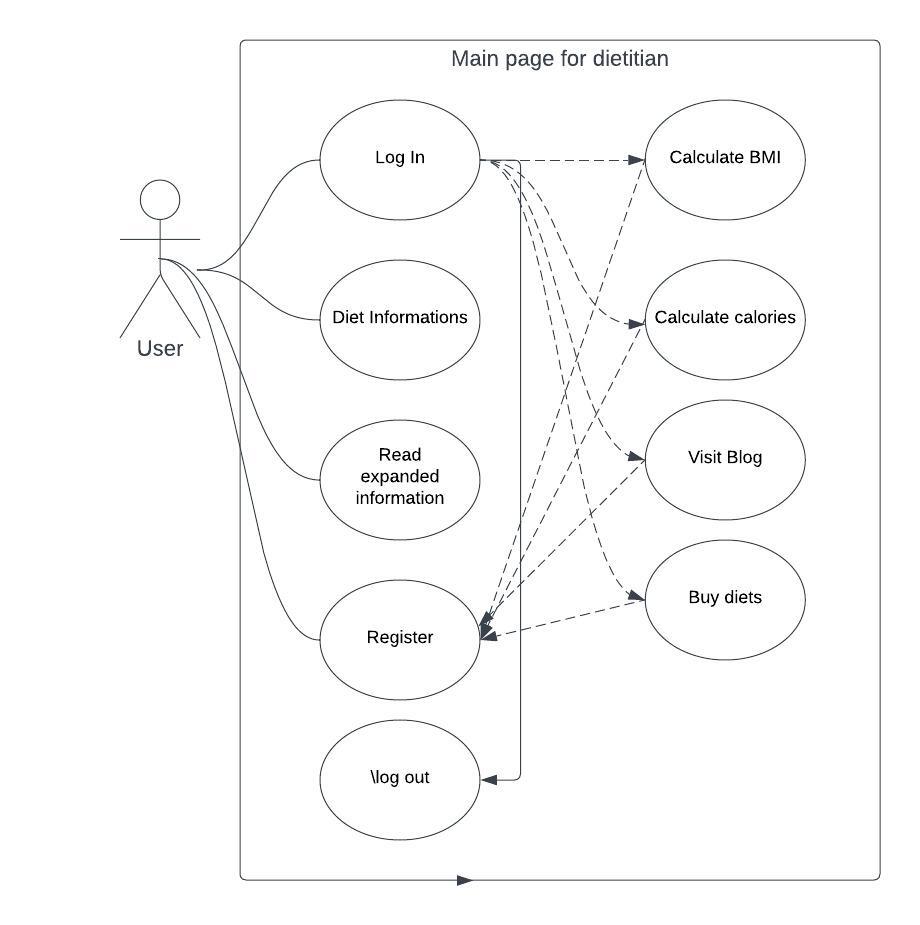 Main page for dietitian
Log In
Calculate BMI
Diet Informations
Calculate calories
User
Read
expanded
information
Visit Blog
Register
Buy diets
\log out